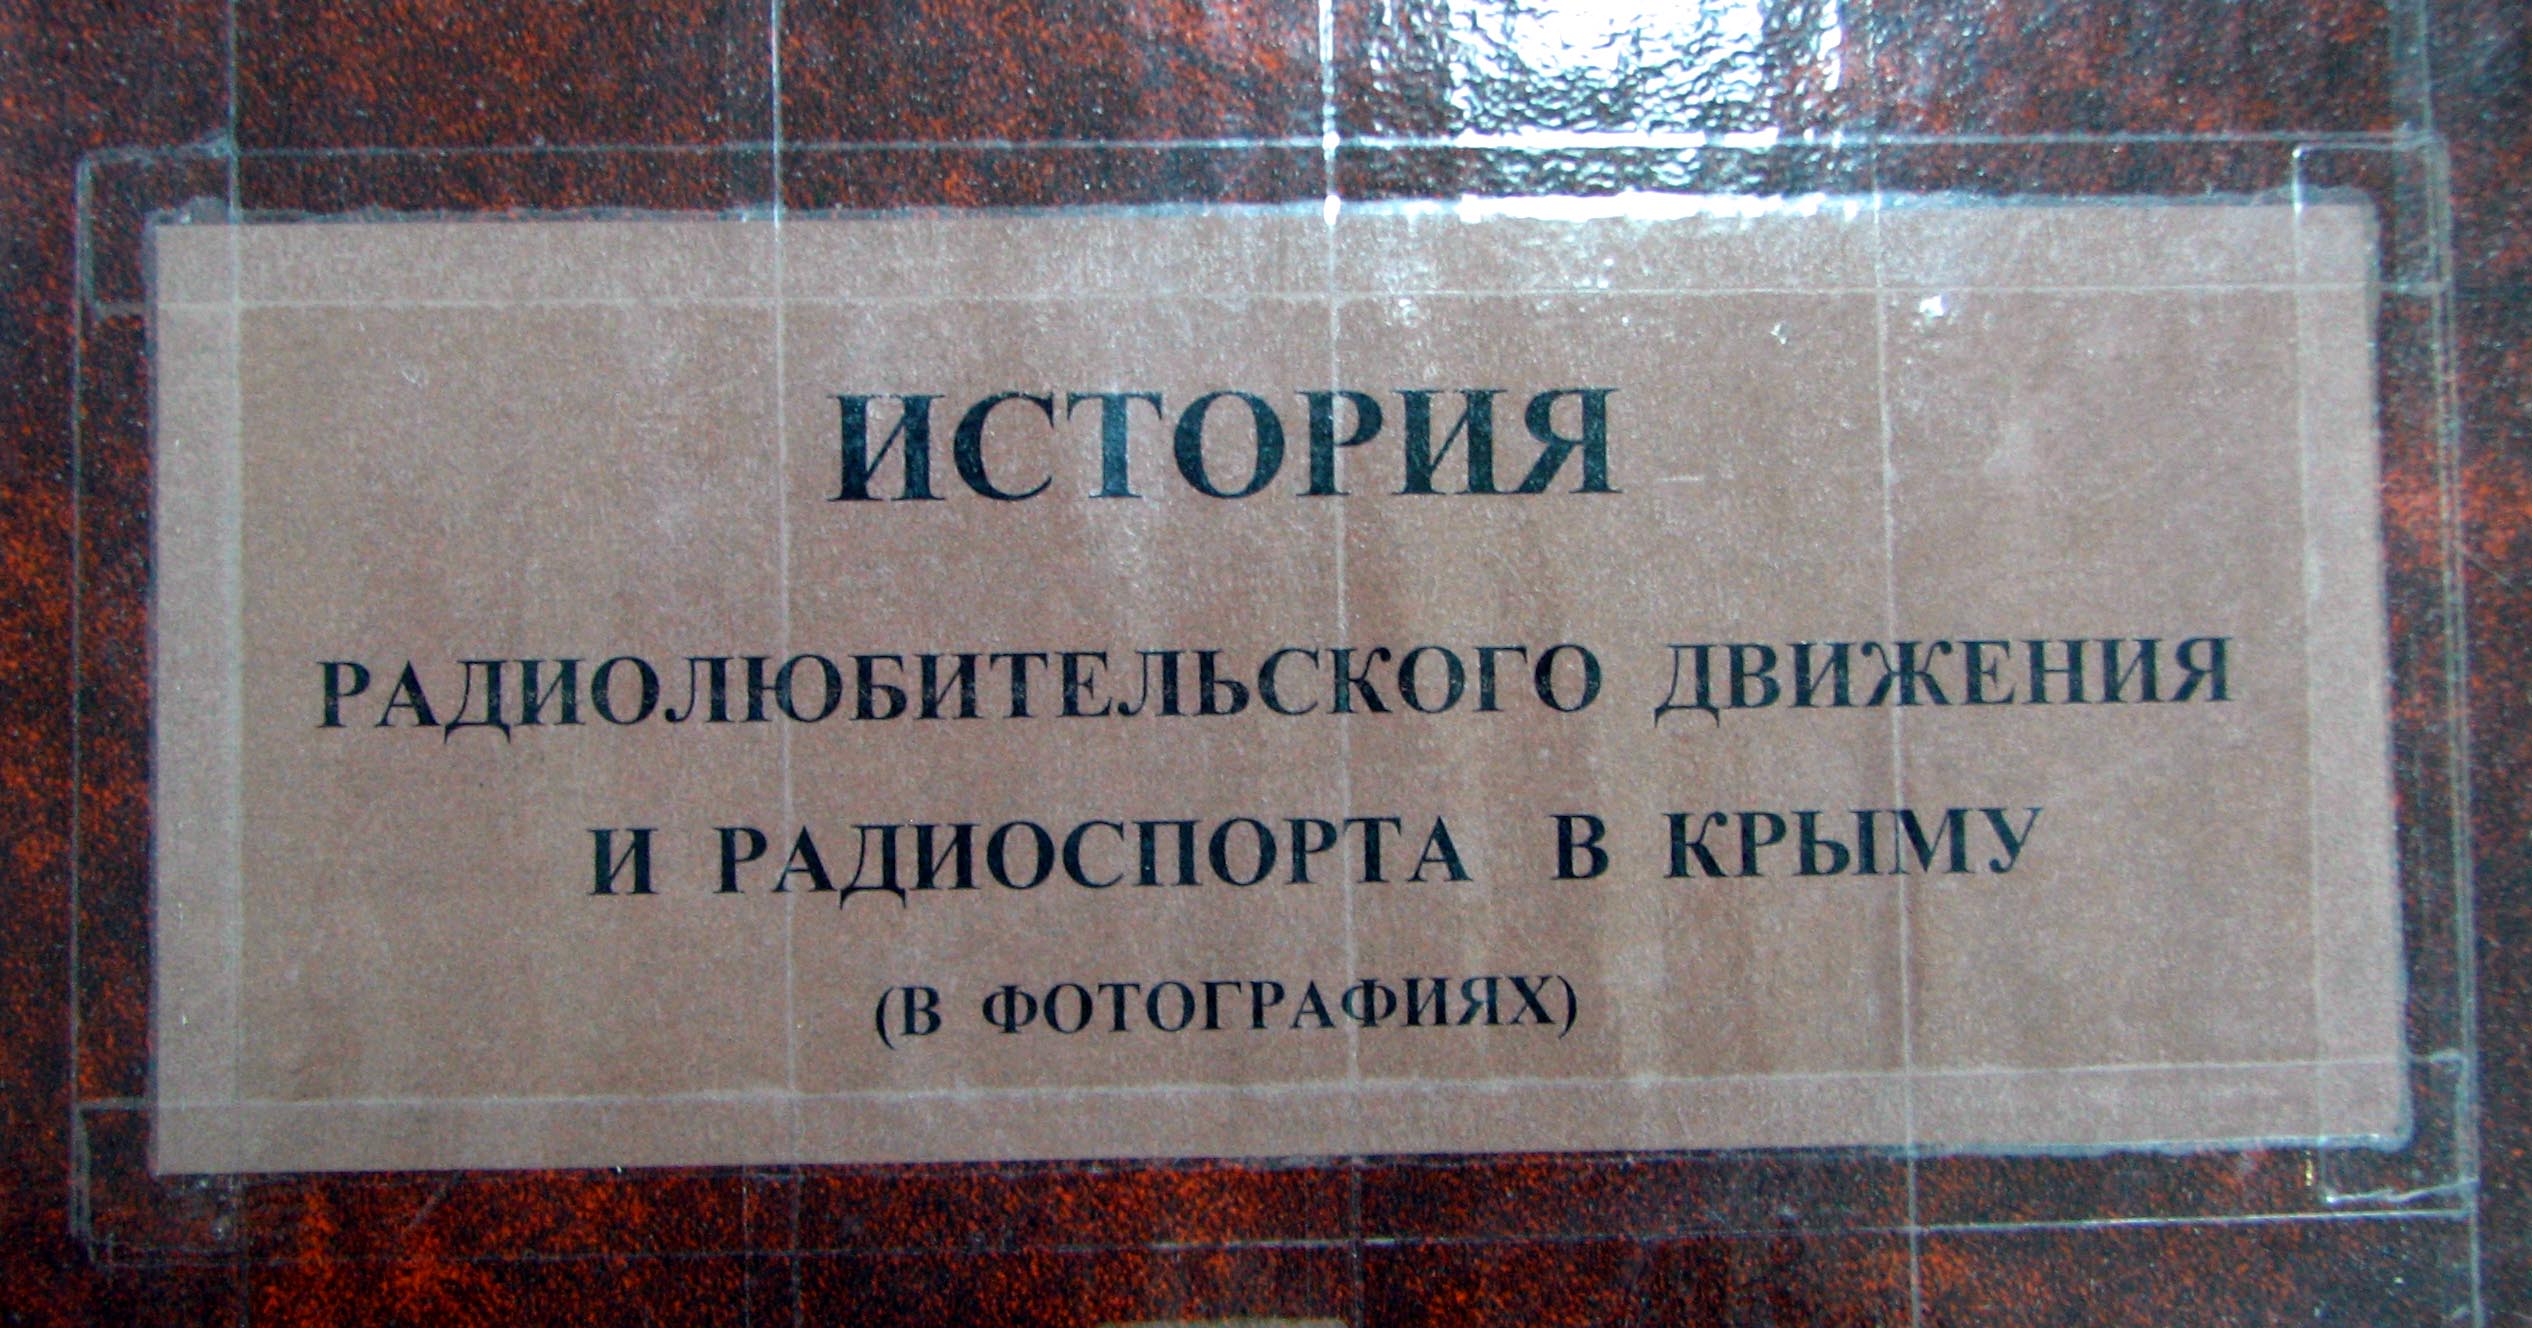 ИСТОРИЯ
РАДИОЛЮБИТЕЛЬСКОГО ДВИЖЕНИЯ
И РАДИОСПОРТА В КРЫМУ
(В ФОТОГРАФИЯХ)